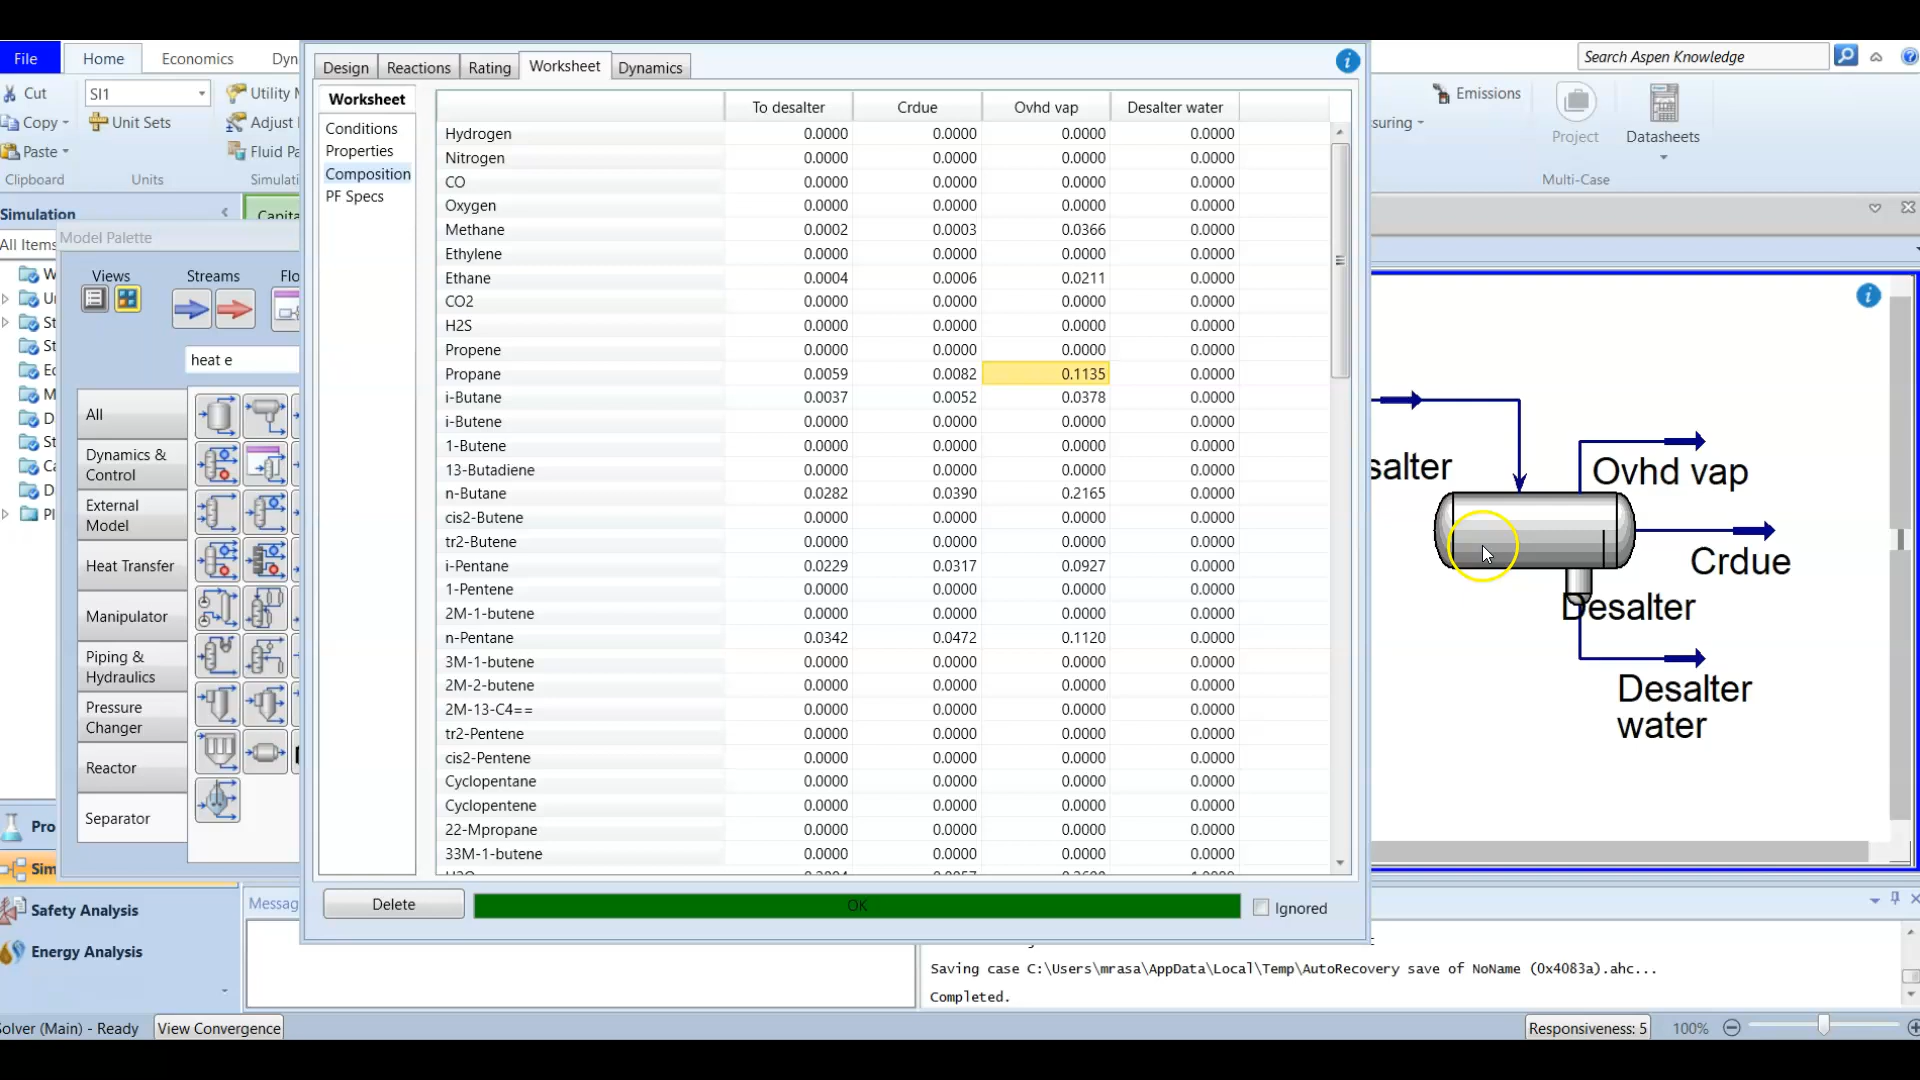 File
Home
Economics
Dyn
Search Aspen Knowledge
Cut
Copy
Paste
Clipboard
SI1
Unit Sets
Units
Utility
Adjust
Fluid Pa
Simulati
Design
Reactions
Rating
Worksheet
Dynamics
Emissions
suring
Project
Datasheets
Multi-Case
Simulation
Capita
All Items
Model Palette
Views
Streams
Flo
heat e
All
Dynamics &
Control
External
Model
Heat Transfer
Manipulator
Piping &
Hydraulics
Pressure
Changer
Reactor
Separator
Pro
Sim
Safety Analysis
Energy Analysis
Worksheet
Conditions
Properties
Composition
PF Specs
To desalter Crdue Ovhd vap Desalter water
Hydrogen 0.0000 0.0000 0.0000 0.0000
Nitrogen 0.0000 0.0000 0.0000 0.0000
CO 0.0000 0.0000 0.0000 0.0000
Oxygen 0.0000 0.0000 0.0000 0.0000
Methane 0.0002 0.0003 0.0366 0.0000
Ethylene 0.0000 0.0000 0.0000 0.0000
Ethane 0.0004 0.0006 0.0211 0.0000
CO2 0.0000 0.0000 0.0000 0.0000
H2S 0.0000 0.0000 0.0000 0.0000
Propene 0.0000 0.0000 0.0000 0.0000
Propane 0.0059 0.0082 0.1135 0.0000
i-Butane 0.0037 0.0052 0.0378 0.0000
i-Butene 0.0000 0.0000 0.0000 0.0000
1-Butene 0.0000 0.0000 0.0000 0.0000
13-Butadiene 0.0000 0.0000 0.0000 0.0000
n-Butane 0.0282 0.0390 0.2165 0.0000
cis2-Butene 0.0000 0.0000 0.0000 0.0000
tr2-Butene 0.0000 0.0000 0.0000 0.0000
i-Pentane 0.0229 0.0317 0.0927 0.0000
1-Pentene 0.0000 0.0000 0.0000 0.0000
2M-1-butene 0.0000 0.0000 0.0000 0.0000
n-Pentane 0.0342 0.0472 0.1120 0.0000
3M-1-butene 0.0000 0.0000 0.0000 0.0000
2M-2-butene 0.0000 0.0000 0.0000 0.0000
2M-13-C4== 0.0000 0.0000 0.0000 0.0000
tr2-Pentene 0.0000 0.0000 0.0000 0.0000
cis2-Pentene 0.0000 0.0000 0.0000 0.0000
Cyclopentane 0.0000 0.0000 0.0000 0.0000
Cyclopentene 0.0000 0.0000 0.0000 0.0000
22-Mpropane 0.0000 0.0000 0.0000 0.0000
33M-1-butene 0.0000 0.0000 0.0000 0.0000
Delete
OK
Ignored
salter
Ovhd vap
Crdue
Desalter
Desalter
water
Messag
Saving case C:\Users\mrasa\AppData\Local\Temp\AutoRecovery save of NoName (0x4083a).ahc...
Completed.
Solver (Main) - Ready
View Convergence
Responsiveness: 5
100%